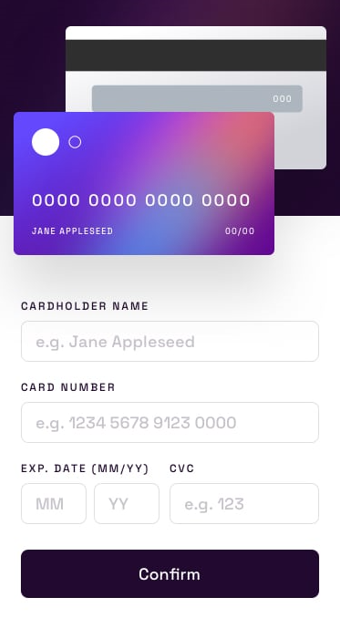 000
0000 0000 0000 0000
JANE APPLESEED 00/00
CARDHOLDER NAME
e.g. Jane Appleseed
CARD NUMBER
e.g. 1234 5678 9123 0000
EXP. DATE (MM/YY) CVC
MM YY e.g. 123
Confirm